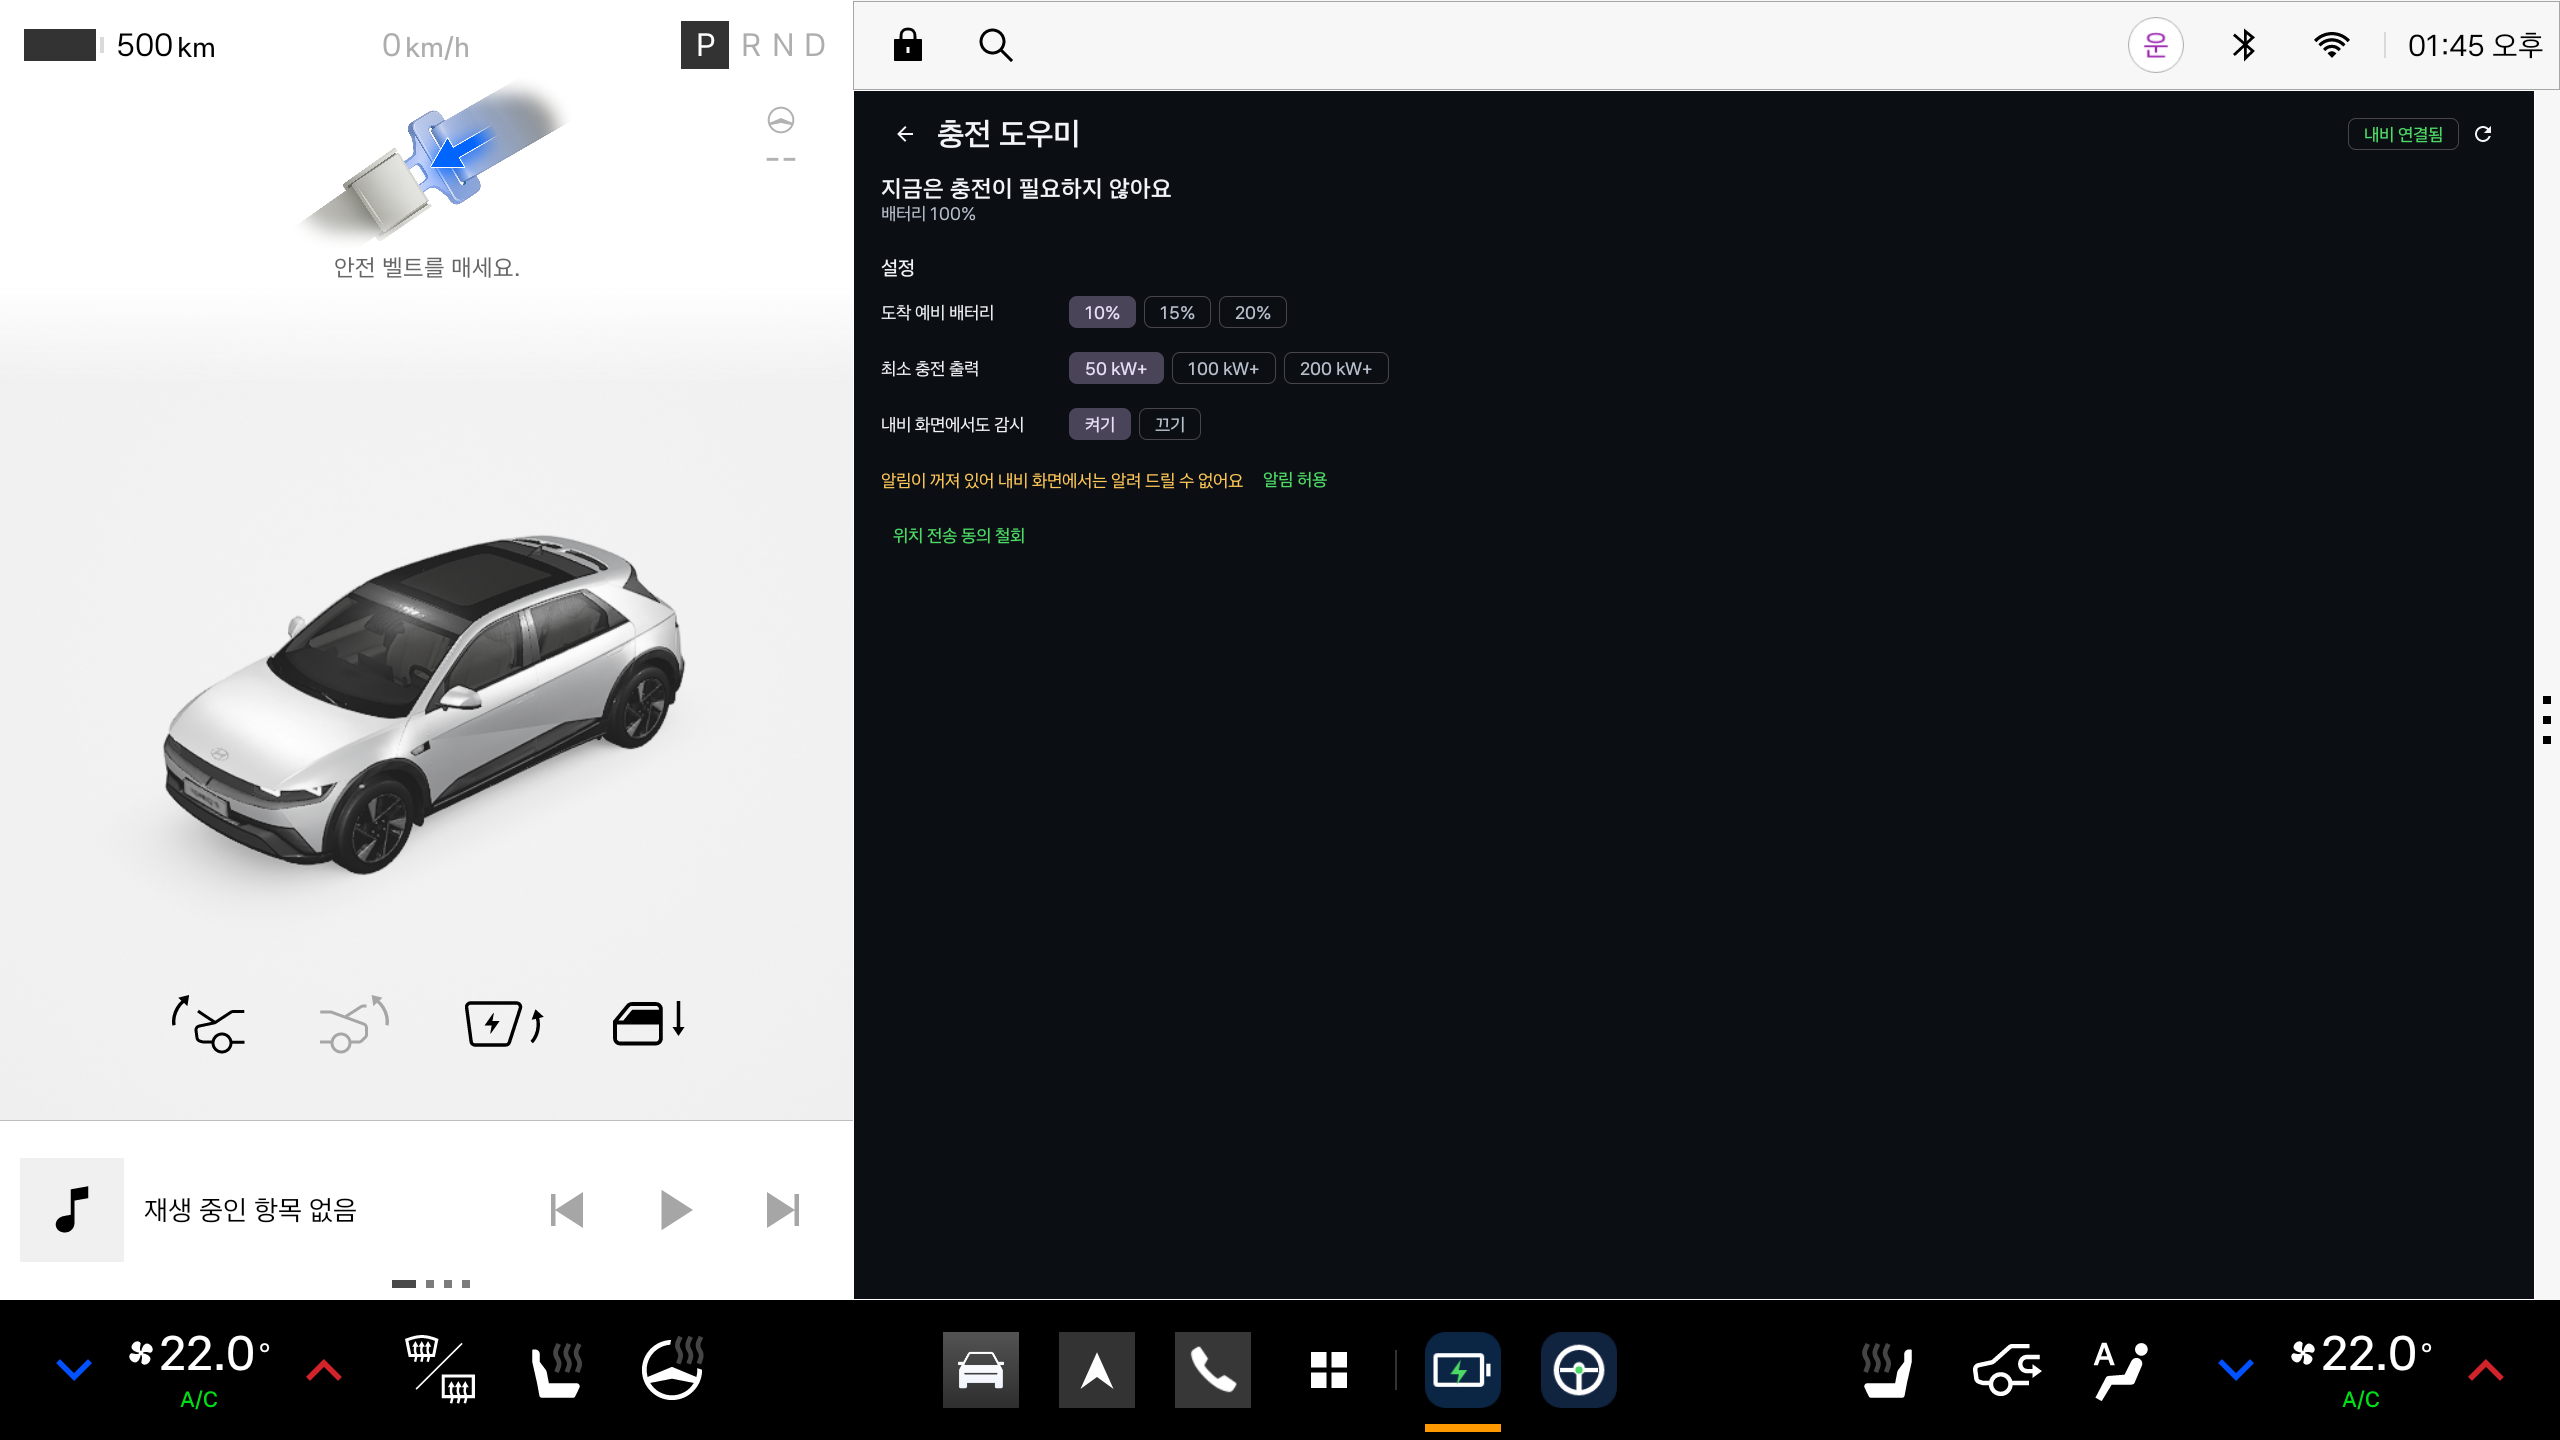 500 km
0 km/h
P R N D
안전 벨트를 매세요.
--
재생 중인 항목 없음
운
01:45 오후
충전 도우미
내비 연결됨
지금은 충전이 필요하지 않아요
배터리 100%
설정
도착 예비 배터리 10% 15% 20%
최소 충전 출력 50 kW+ 100 kW+ 200 kW+
내비 화면에서도 감시 켜기 끄기
알림이 꺼져 있어 내비 화면에서는 알려 드릴 수 없어요 알림 허용
위치 전송 동의 철회
22.0°
A/C
A
22.0°
A/C